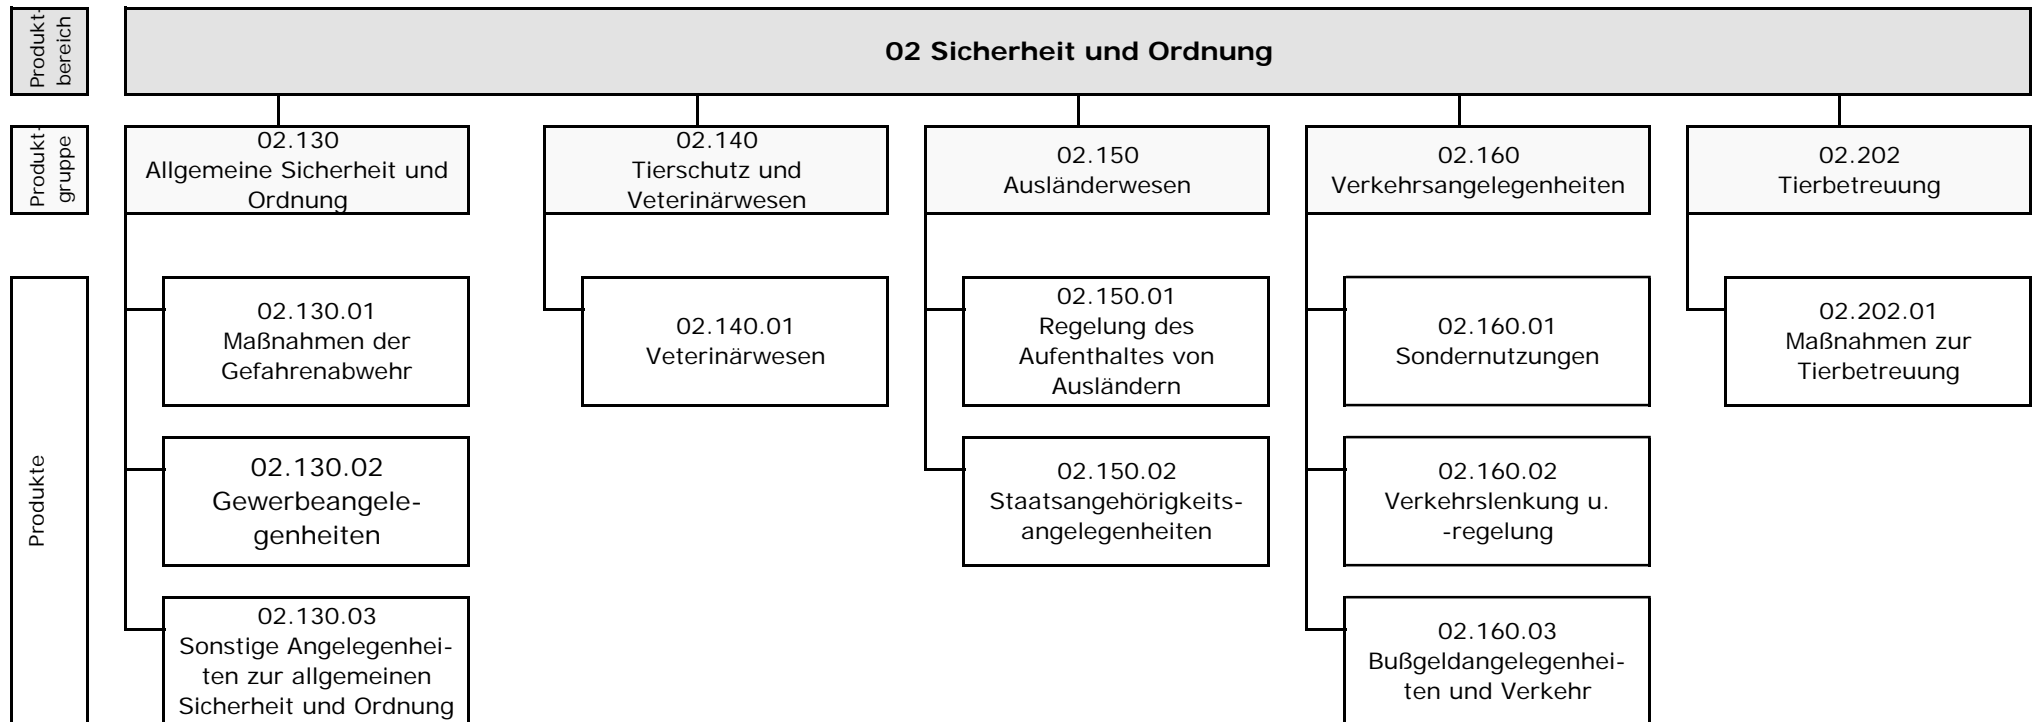 Produkt-
bereich
02 Sicherheit und Ordnung
Produkt-
gruppe
02.130
Allgemeine Sicherheit und
Ordnung
02.140
Tierschutz und
Veterinärwesen
02.150
Ausländerwesen
02.160
Verkehrsangelegenheiten
02.202
Tierbetreuung
Produkte
02.130.01
Maßnahmen der
Gefahrenabwehr
02.140.01
Veterinärwesen
02.150.01
Regelung des
Aufenthaltes von
Ausländern
02.160.01
Sondernutzungen
02.202.01
Maßnahmen zur
Tierbetreuung
02.130.02
Gewerbeangele-
genheiten
02.150.02
Staatsangehörigkeits-
angelegenheiten
02.160.02
Verkehrslenkung u.
-regelung
02.130.03
Sonstige Angelegenhei-
ten zur allgemeinen
Sicherheit und Ordnung
02.160.03
Bußgeldangelegenhei-
ten und Verkehr